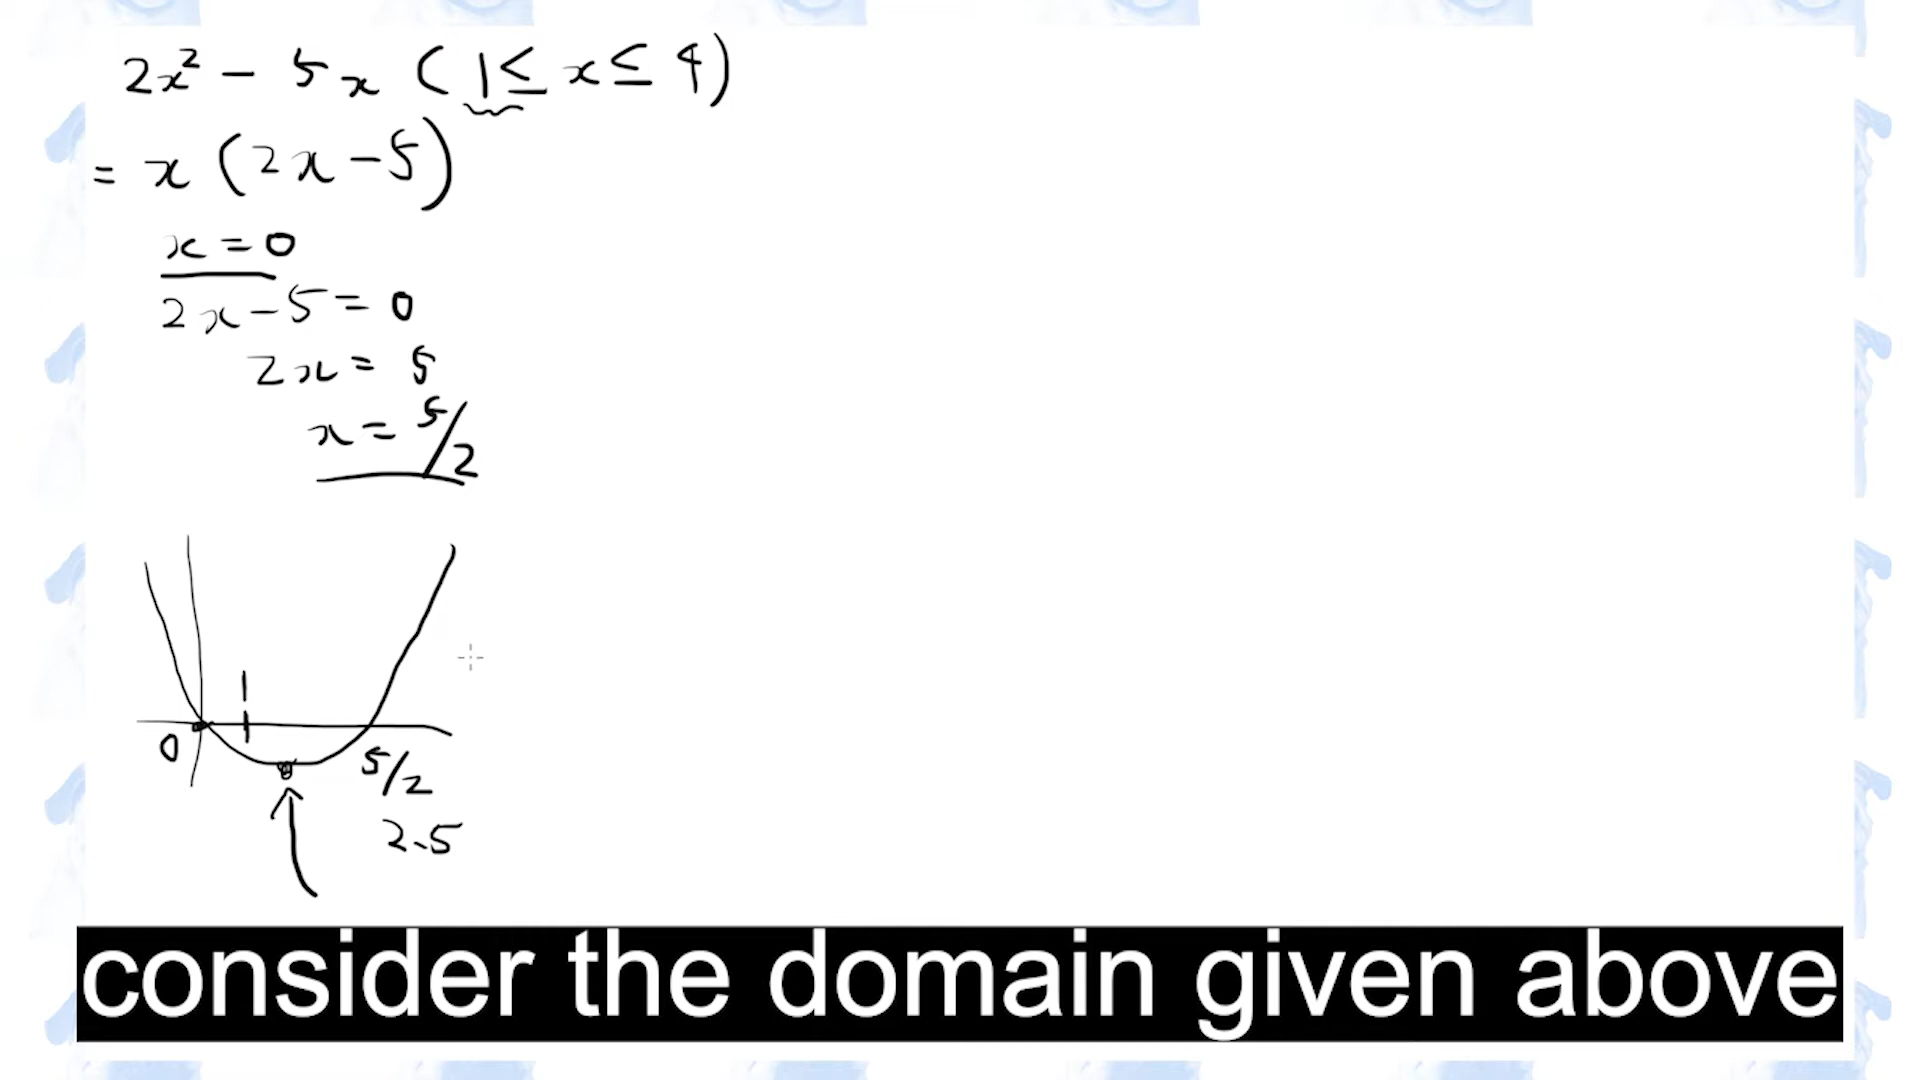 2x² - 5x (1 ≤ x ≤ 4)
= x (2x - 5)
x = 0
2x - 5 = 0
2x = 5
x = 5/2
1
0
5/2
2.5
consider the domain given above